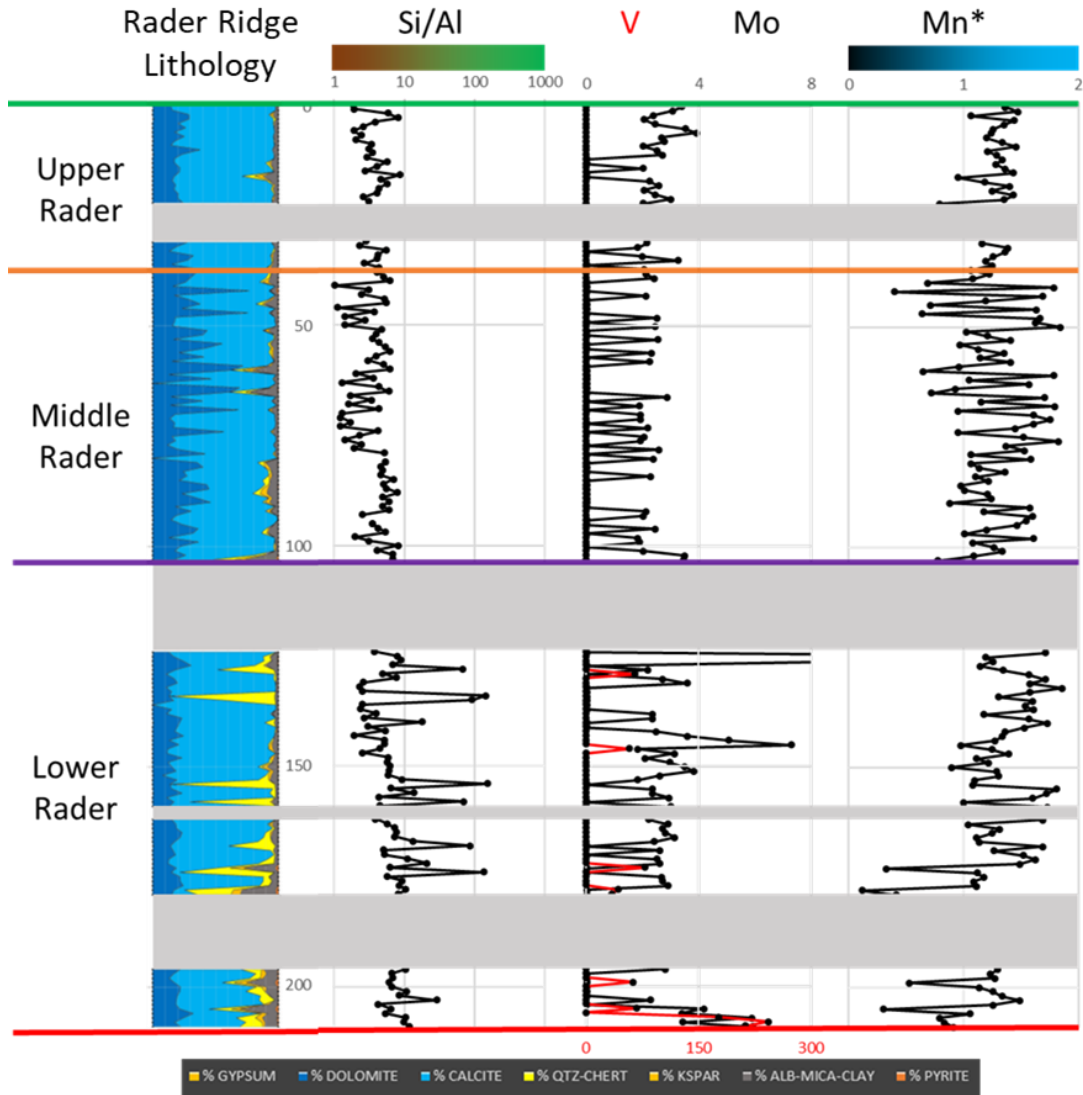 Rader Ridge
Lithology
Si/Al
V
Mo
Mn*
1 10 100 1000
0 4 8
0 1 2
0
Upper
Rader
50
Middle
Rader
100
Lower
Rader
150
200
0 150 300
% GYPSUM % DOLOMITE % CALCITE % QTZ-CHERT % KSPAR % ALB-MICA-CLAY % PYRITE